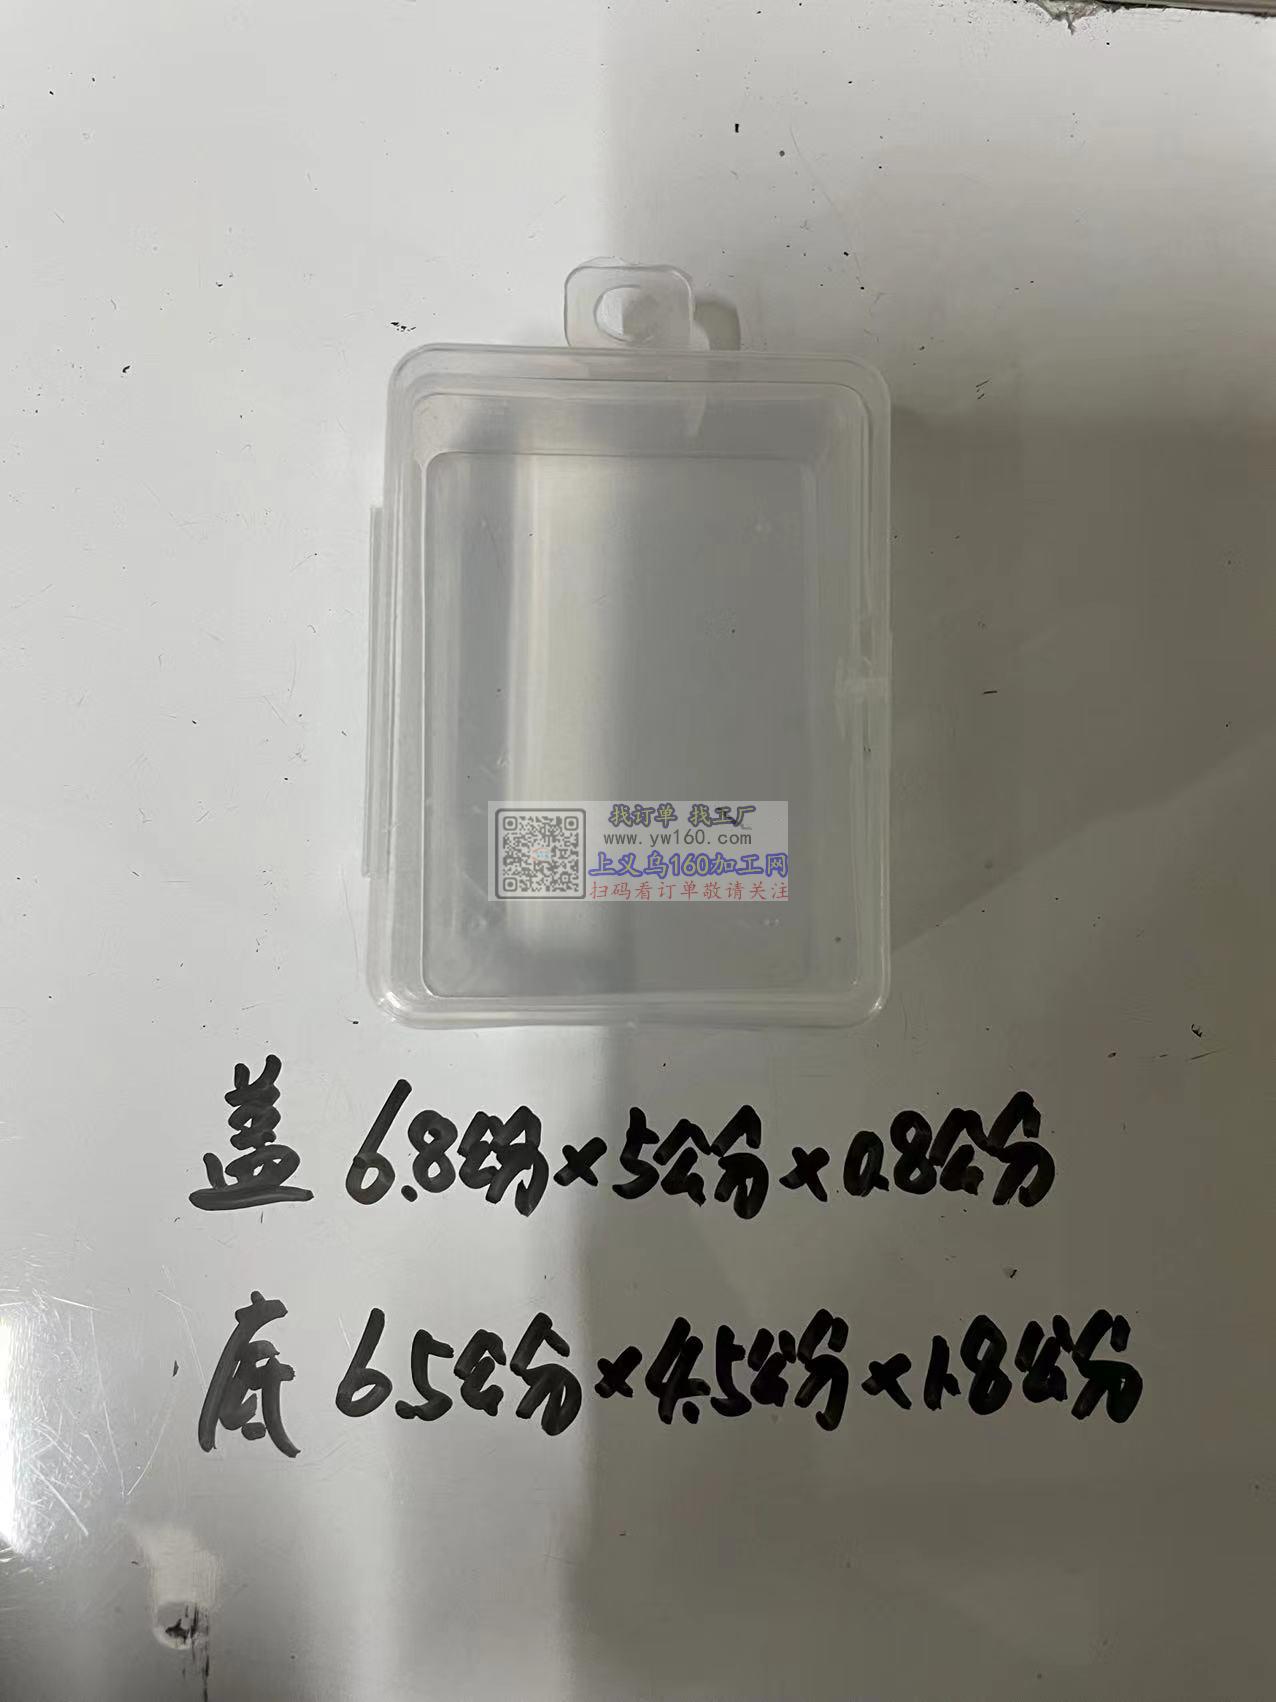 找订单 找工厂
www.yw160.com
上义乌160加工网
扫码看订单敬请关注
盖 6.8公分×5公分×0.8公分
底 6.5公分×4.5公分×1.8公分